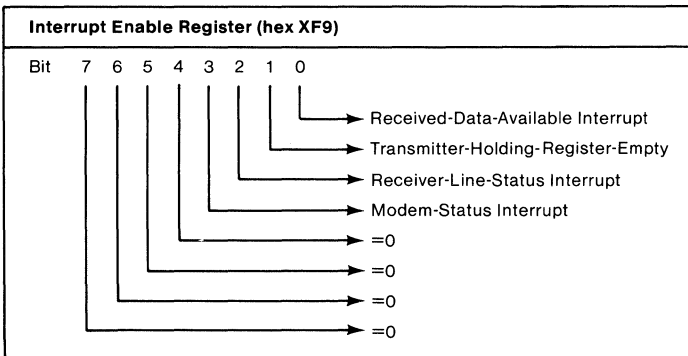 Interrupt Enable Register (hex XF9)
Bit 7 6 5 4 3 2 1 0
Received-Data-Available Interrupt
Transmitter-Holding-Register-Empty
Receiver-Line-Status Interrupt
Modem-Status Interrupt
=0
=0
=0
=0